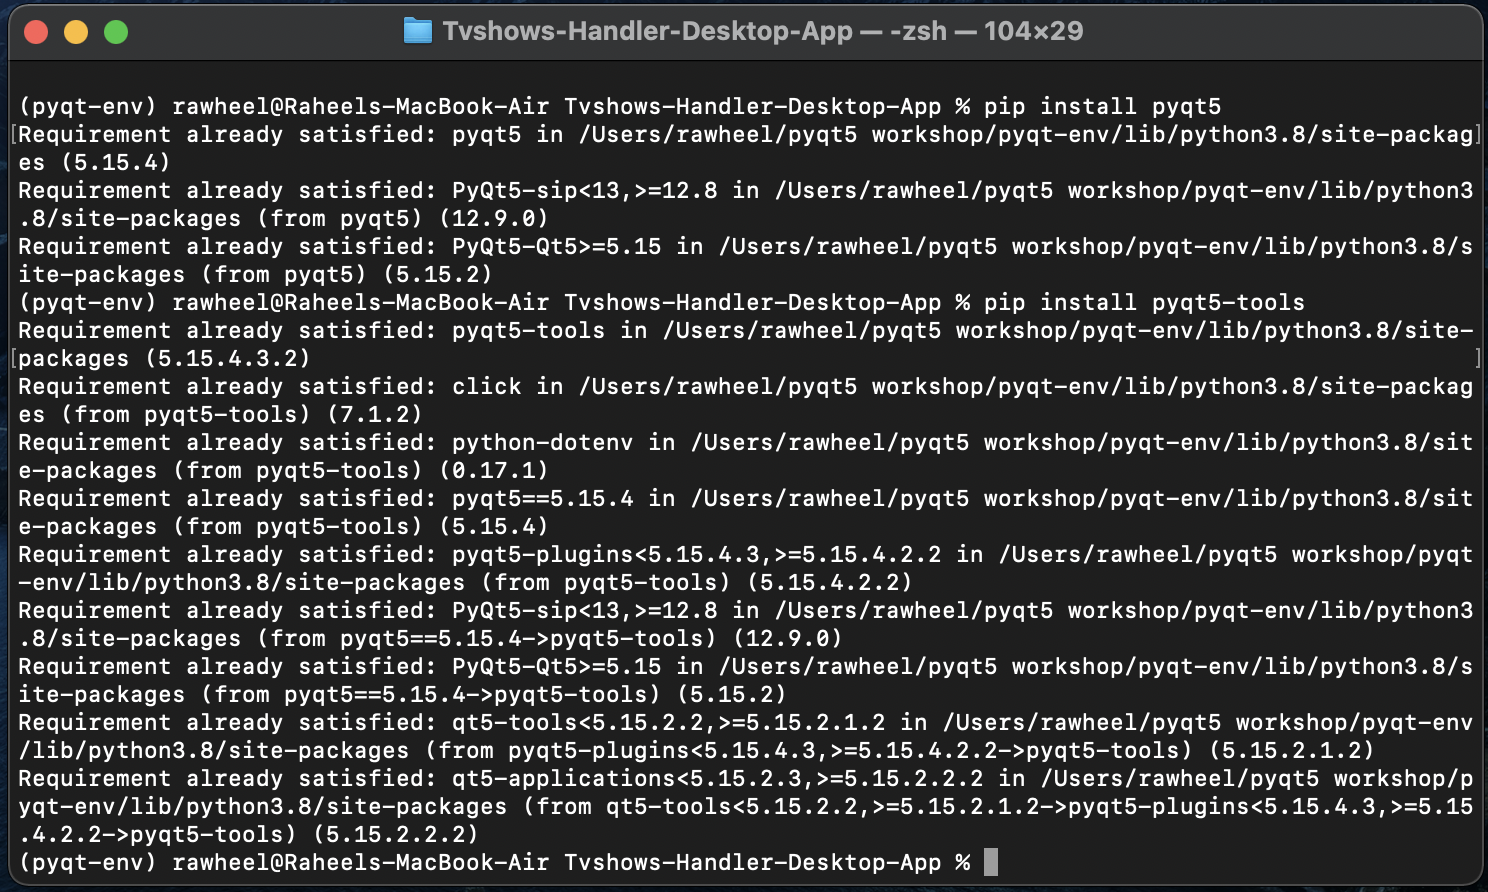 Tvshows-Handler-Desktop-App — -zsh — 104×29
(pyqt-env) rawheel@Raheels-MacBook-Air Tvshows-Handler-Desktop-App % pip install pyqt5
[Requirement already satisfied: pyqt5 in /Users/rawheel/pyqt5 workshop/pyqt-env/lib/python3.8/site-packag]
es (5.15.4)
Requirement already satisfied: PyQt5-sip<13,>=12.8 in /Users/rawheel/pyqt5 workshop/pyqt-env/lib/python3
.8/site-packages (from pyqt5) (12.9.0)
Requirement already satisfied: PyQt5-Qt5>=5.15 in /Users/rawheel/pyqt5 workshop/pyqt-env/lib/python3.8/s
ite-packages (from pyqt5) (5.15.2)
(pyqt-env) rawheel@Raheels-MacBook-Air Tvshows-Handler-Desktop-App % pip install pyqt5-tools
Requirement already satisfied: pyqt5-tools in /Users/rawheel/pyqt5 workshop/pyqt-env/lib/python3.8/site-
[packages (5.15.4.3.2) ]
Requirement already satisfied: click in /Users/rawheel/pyqt5 workshop/pyqt-env/lib/python3.8/site-packag
es (from pyqt5-tools) (7.1.2)
Requirement already satisfied: python-dotenv in /Users/rawheel/pyqt5 workshop/pyqt-env/lib/python3.8/sit
e-packages (from pyqt5-tools) (0.17.1)
Requirement already satisfied: pyqt5==5.15.4 in /Users/rawheel/pyqt5 workshop/pyqt-env/lib/python3.8/sit
e-packages (from pyqt5-tools) (5.15.4)
Requirement already satisfied: pyqt5-plugins<5.15.4.3,>=5.15.4.2.2 in /Users/rawheel/pyqt5 workshop/pyqt
-env/lib/python3.8/site-packages (from pyqt5-tools) (5.15.4.2.2)
Requirement already satisfied: PyQt5-sip<13,>=12.8 in /Users/rawheel/pyqt5 workshop/pyqt-env/lib/python3
.8/site-packages (from pyqt5==5.15.4->pyqt5-tools) (12.9.0)
Requirement already satisfied: PyQt5-Qt5>=5.15 in /Users/rawheel/pyqt5 workshop/pyqt-env/lib/python3.8/s
ite-packages (from pyqt5==5.15.4->pyqt5-tools) (5.15.2)
Requirement already satisfied: qt5-tools<5.15.2.2,>=5.15.2.1.2 in /Users/rawheel/pyqt5 workshop/pyqt-env
/lib/python3.8/site-packages (from pyqt5-plugins<5.15.4.3,>=5.15.4.2.2->pyqt5-tools) (5.15.2.1.2)
Requirement already satisfied: qt5-applications<5.15.2.3,>=5.15.2.2.2 in /Users/rawheel/pyqt5 workshop/p
yqt-env/lib/python3.8/site-packages (from qt5-tools<5.15.2.2,>=5.15.2.1.2->pyqt5-plugins<5.15.4.3,>=5.15
.4.2.2->pyqt5-tools) (5.15.2.2.2)
(pyqt-env) rawheel@Raheels-MacBook-Air Tvshows-Handler-Desktop-App %